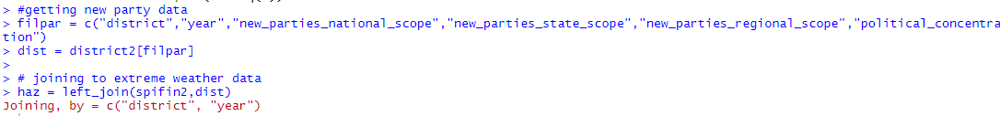 > #getting new party data
> filpar = c("district","year","new_parties_national_scope","new_parties_state_scope","new_parties_regional_scope","political_concentra
tion")
> dist = district2[filpar]
>
> # joining to extreme weather data
> haz = left_join(spifin2,dist)
Joining, by = c("district", "year")